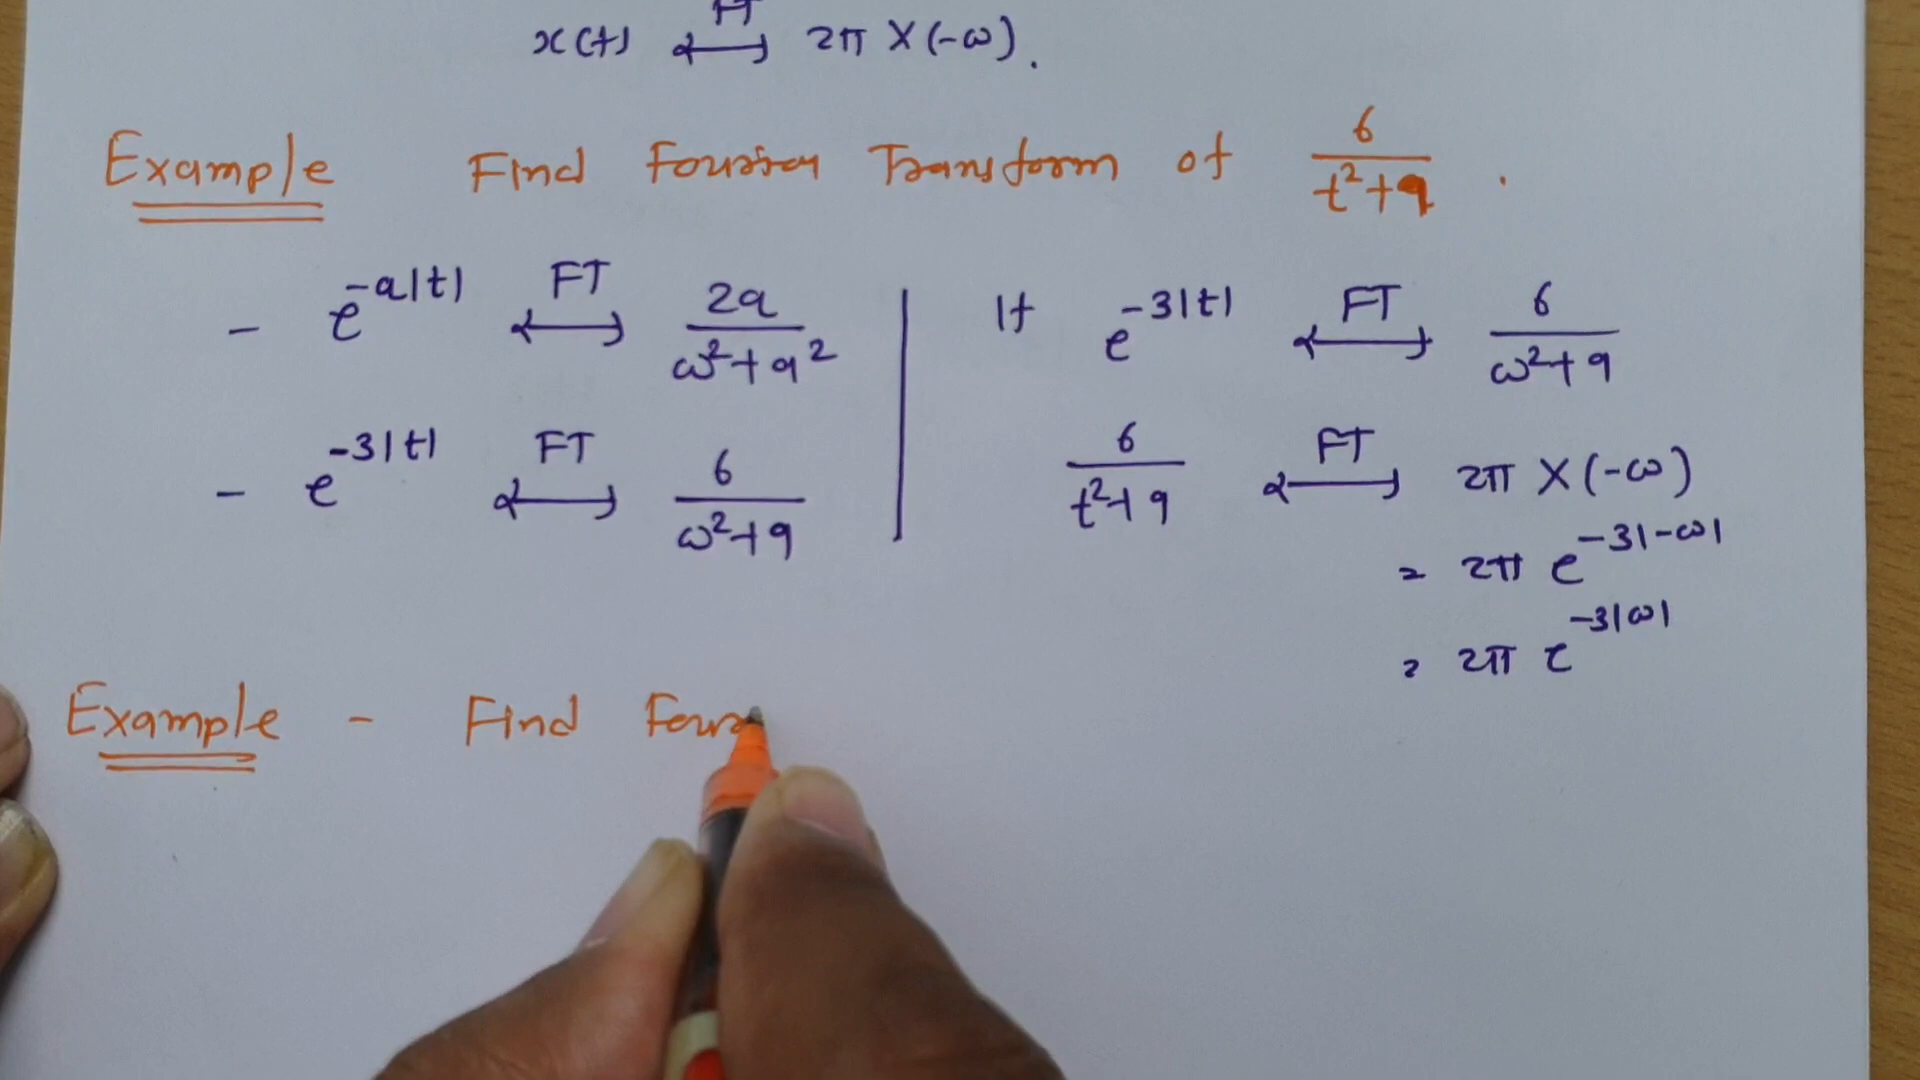 x(t) ⟷ FT 2π X(-ω).
Example Find Fourier Transform of 6/(t²+9) .
- e^(-a|t|) ⟷ FT 2a/(ω²+a²)
- e^(-3|t|) ⟷ FT 6/(ω²+9)
If e^(-3|t|) ⟷ FT 6/(ω²+9)
6/(t²+9) ⟷ FT 2π X(-ω)
= 2π e^(-3|-ω|)
= 2π e^(-3|ω|)
Example - Find